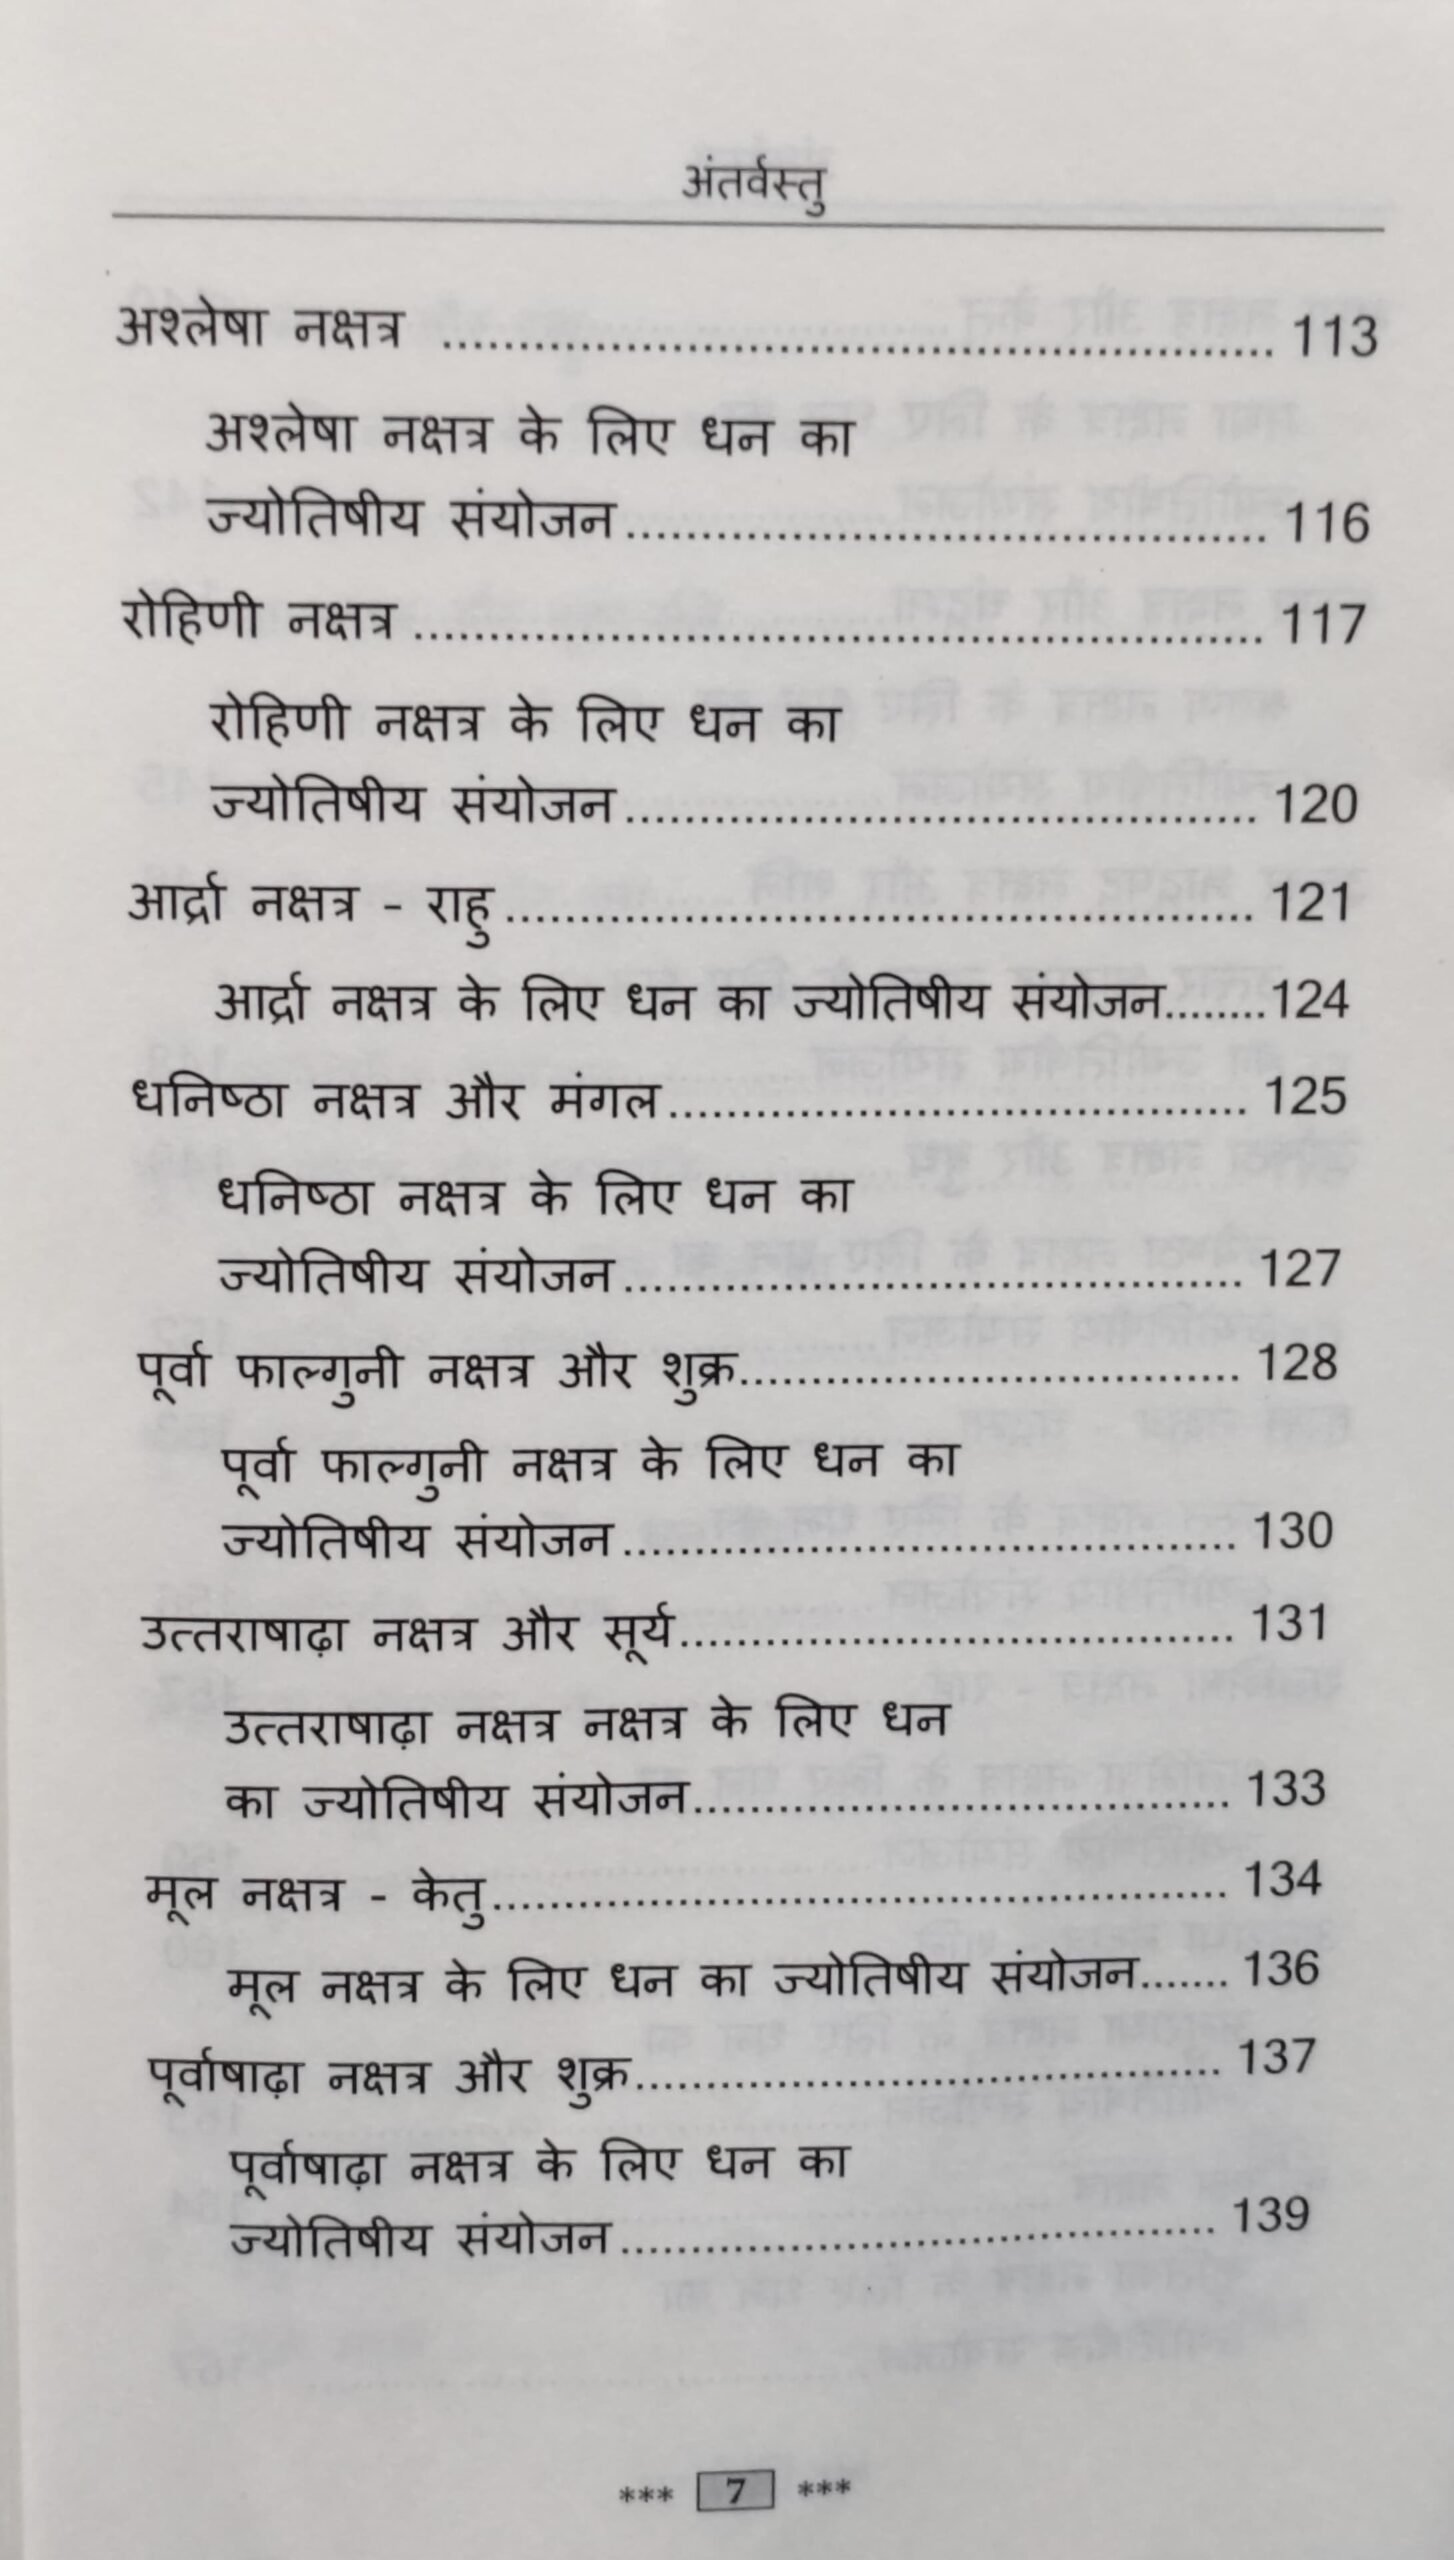 अंतर्वस्तु
अश्लेषा नक्षत्र ........................................................ 113
अश्लेषा नक्षत्र के लिए धन का
ज्योतिषीय संयोजन........................................... 116
रोहिणी नक्षत्र......................................................... 117
रोहिणी नक्षत्र के लिए धन का
ज्योतिषीय संयोजन........................................... 120
आर्द्रा नक्षत्र - राहु................................................... 121
आर्द्रा नक्षत्र के लिए धन का ज्योतिषीय संयोजन........124
धनिष्ठा नक्षत्र और मंगल........................................ 125
धनिष्ठा नक्षत्र के लिए धन का
ज्योतिषीय संयोजन........................................... 127
पूर्वा फाल्गुनी नक्षत्र और शुक्र................................... 128
पूर्वा फाल्गुनी नक्षत्र के लिए धन का
ज्योतिषीय संयोजन........................................... 130
उत्तराषाढ़ा नक्षत्र और सूर्य....................................... 131
उत्तराषाढ़ा नक्षत्र नक्षत्र के लिए धन
का ज्योतिषीय संयोजन...................................... 133
मूल नक्षत्र - केतु.................................................... 134
मूल नक्षत्र के लिए धन का ज्योतिषीय संयोजन....... 136
पूर्वाषाढ़ा नक्षत्र और शुक्र......................................... 137
पूर्वाषाढ़ा नक्षत्र के लिए धन का
ज्योतिषीय संयोजन.......................................... 139
*** 7 ***